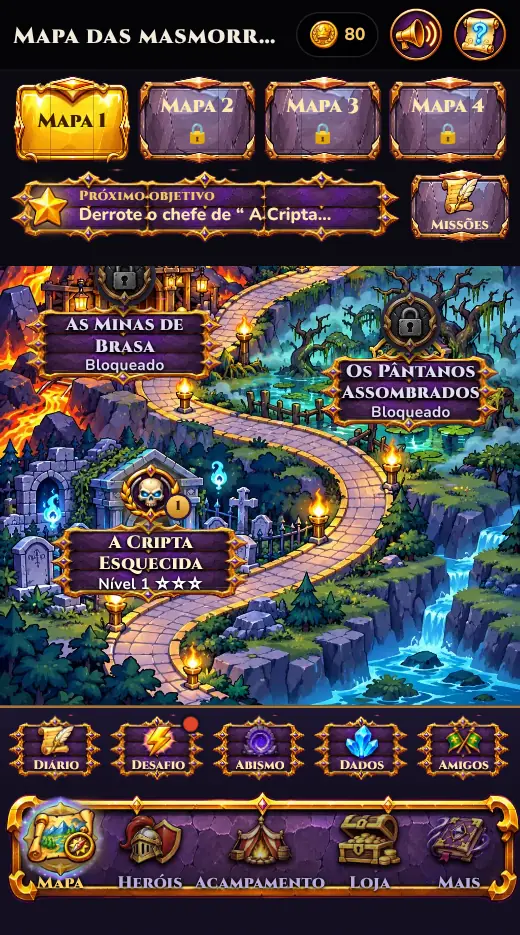 Mapa das masmorr...
80
Mapa 1
Mapa 2
Mapa 3
Mapa 4
Próximo objetivo
Derrote o chefe de “ A Cripta...
Missões
As Minas de
Brasa
Bloqueado
Os Pântanos
Assombrados
Bloqueado
I
A Cripta
Esquecida
Nível 1 ☆☆☆
Diário
Desafio
Abismo
Dados
Amigos
Mapa
Heróis
Acampamento
Loja
Mais